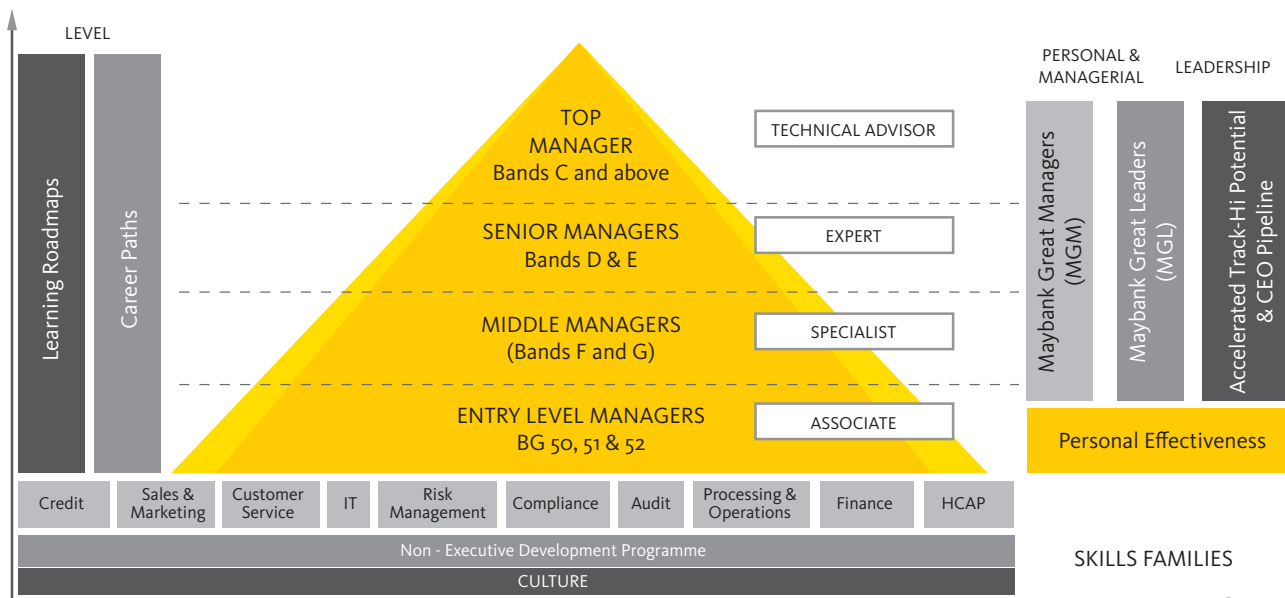 LEVEL
PERSONAL &
MANAGERIAL
LEADERSHIP
Learning Roadmaps
Career Paths
TOP
MANAGER
Bands C and above
TECHNICAL ADVISOR
SENIOR MANAGERS
Bands D & E
EXPERT
MIDDLE MANAGERS
(Bands F and G)
SPECIALIST
ENTRY LEVEL MANAGERS
BG 50, 51 & 52
ASSOCIATE
Maybank Great Managers
(MGM)
Maybank Great Leaders
(MGL)
Accelerated Track-Hi Potential
& CEO Pipeline
Personal Effectiveness
Credit
Sales &
Marketing
Customer
Service
IT
Risk
Management
Compliance
Audit
Processing &
Operations
Finance
HCAP
Non - Executive Development Programme
CULTURE
SKILLS FAMILIES